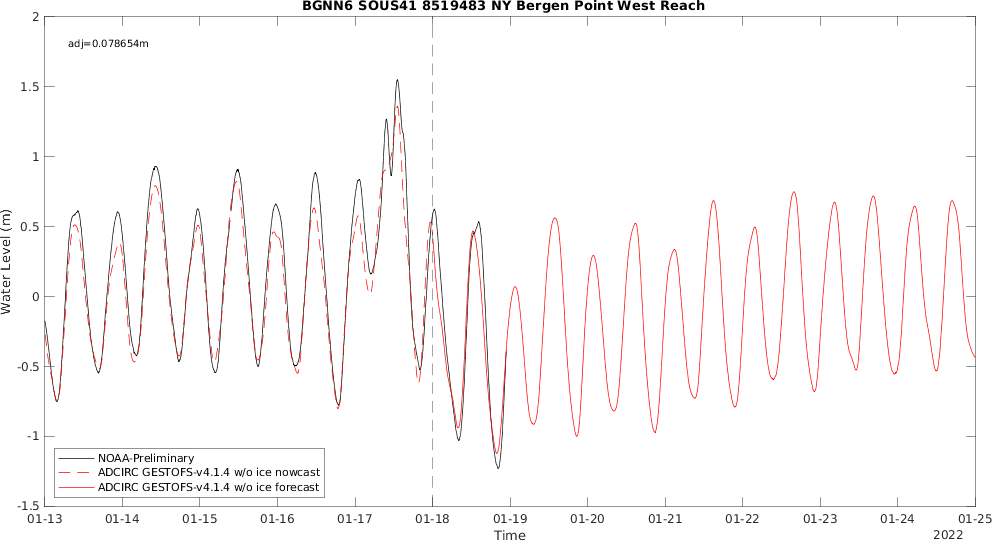 BGNN6 SOUS41 8519483 NY Bergen Point West Reach
adj=0.078654m
2
1.5
1
0.5
0
-0.5
-1
-1.5
Water Level (m)
NOAA-Preliminary
ADCIRC GESTOFS-v4.1.4 w/o ice nowcast
ADCIRC GESTOFS-v4.1.4 w/o ice forecast
01-13 01-14 01-15 01-16 01-17 01-18 01-19 01-20 01-21 01-22 01-23 01-24 01-25
Time
2022